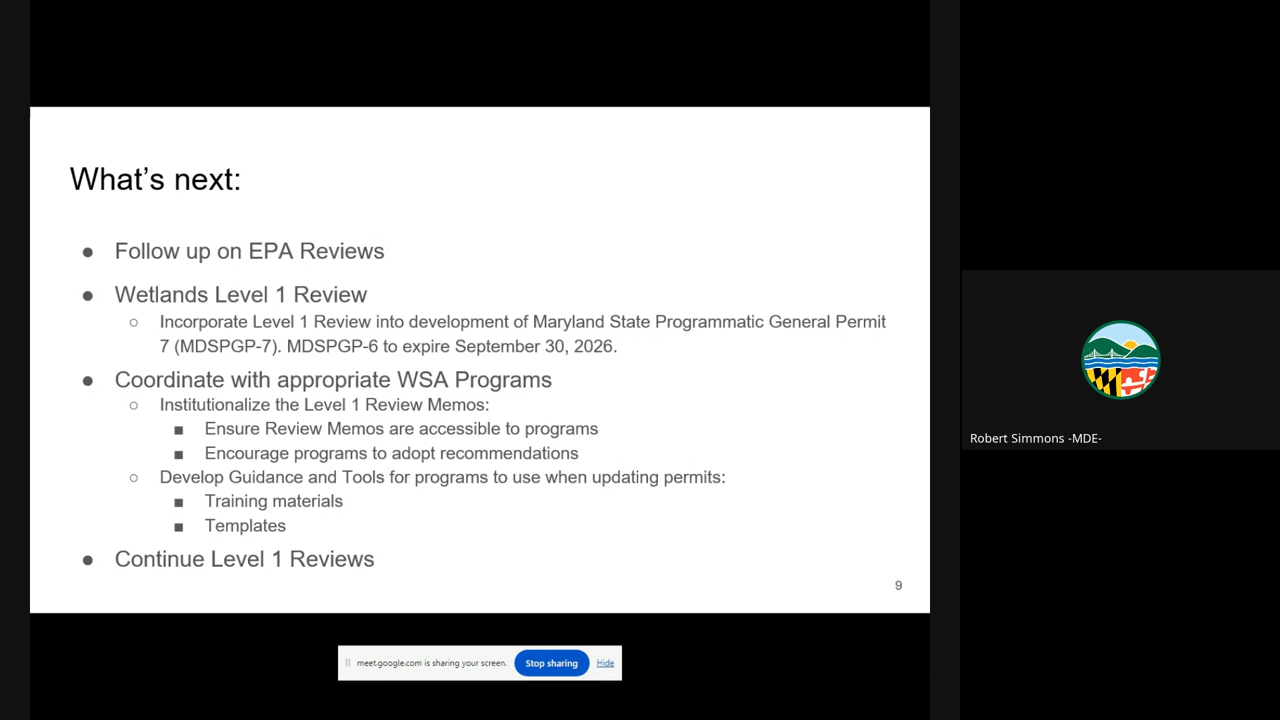 What's next:
● Follow up on EPA Reviews
● Wetlands Level 1 Review
○ Incorporate Level 1 Review into development of Maryland State Programmatic General Permit
7 (MDSPGP-7). MDSPGP-6 to expire September 30, 2026.
● Coordinate with appropriate WSA Programs
○ Institutionalize the Level 1 Review Memos:
■ Ensure Review Memos are accessible to programs
■ Encourage programs to adopt recommendations
○ Develop Guidance and Tools for programs to use when updating permits:
■ Training materials
■ Templates
● Continue Level 1 Reviews
9
meet.google.com is sharing your screen. Stop sharing Hide
Robert Simmons -MDE-